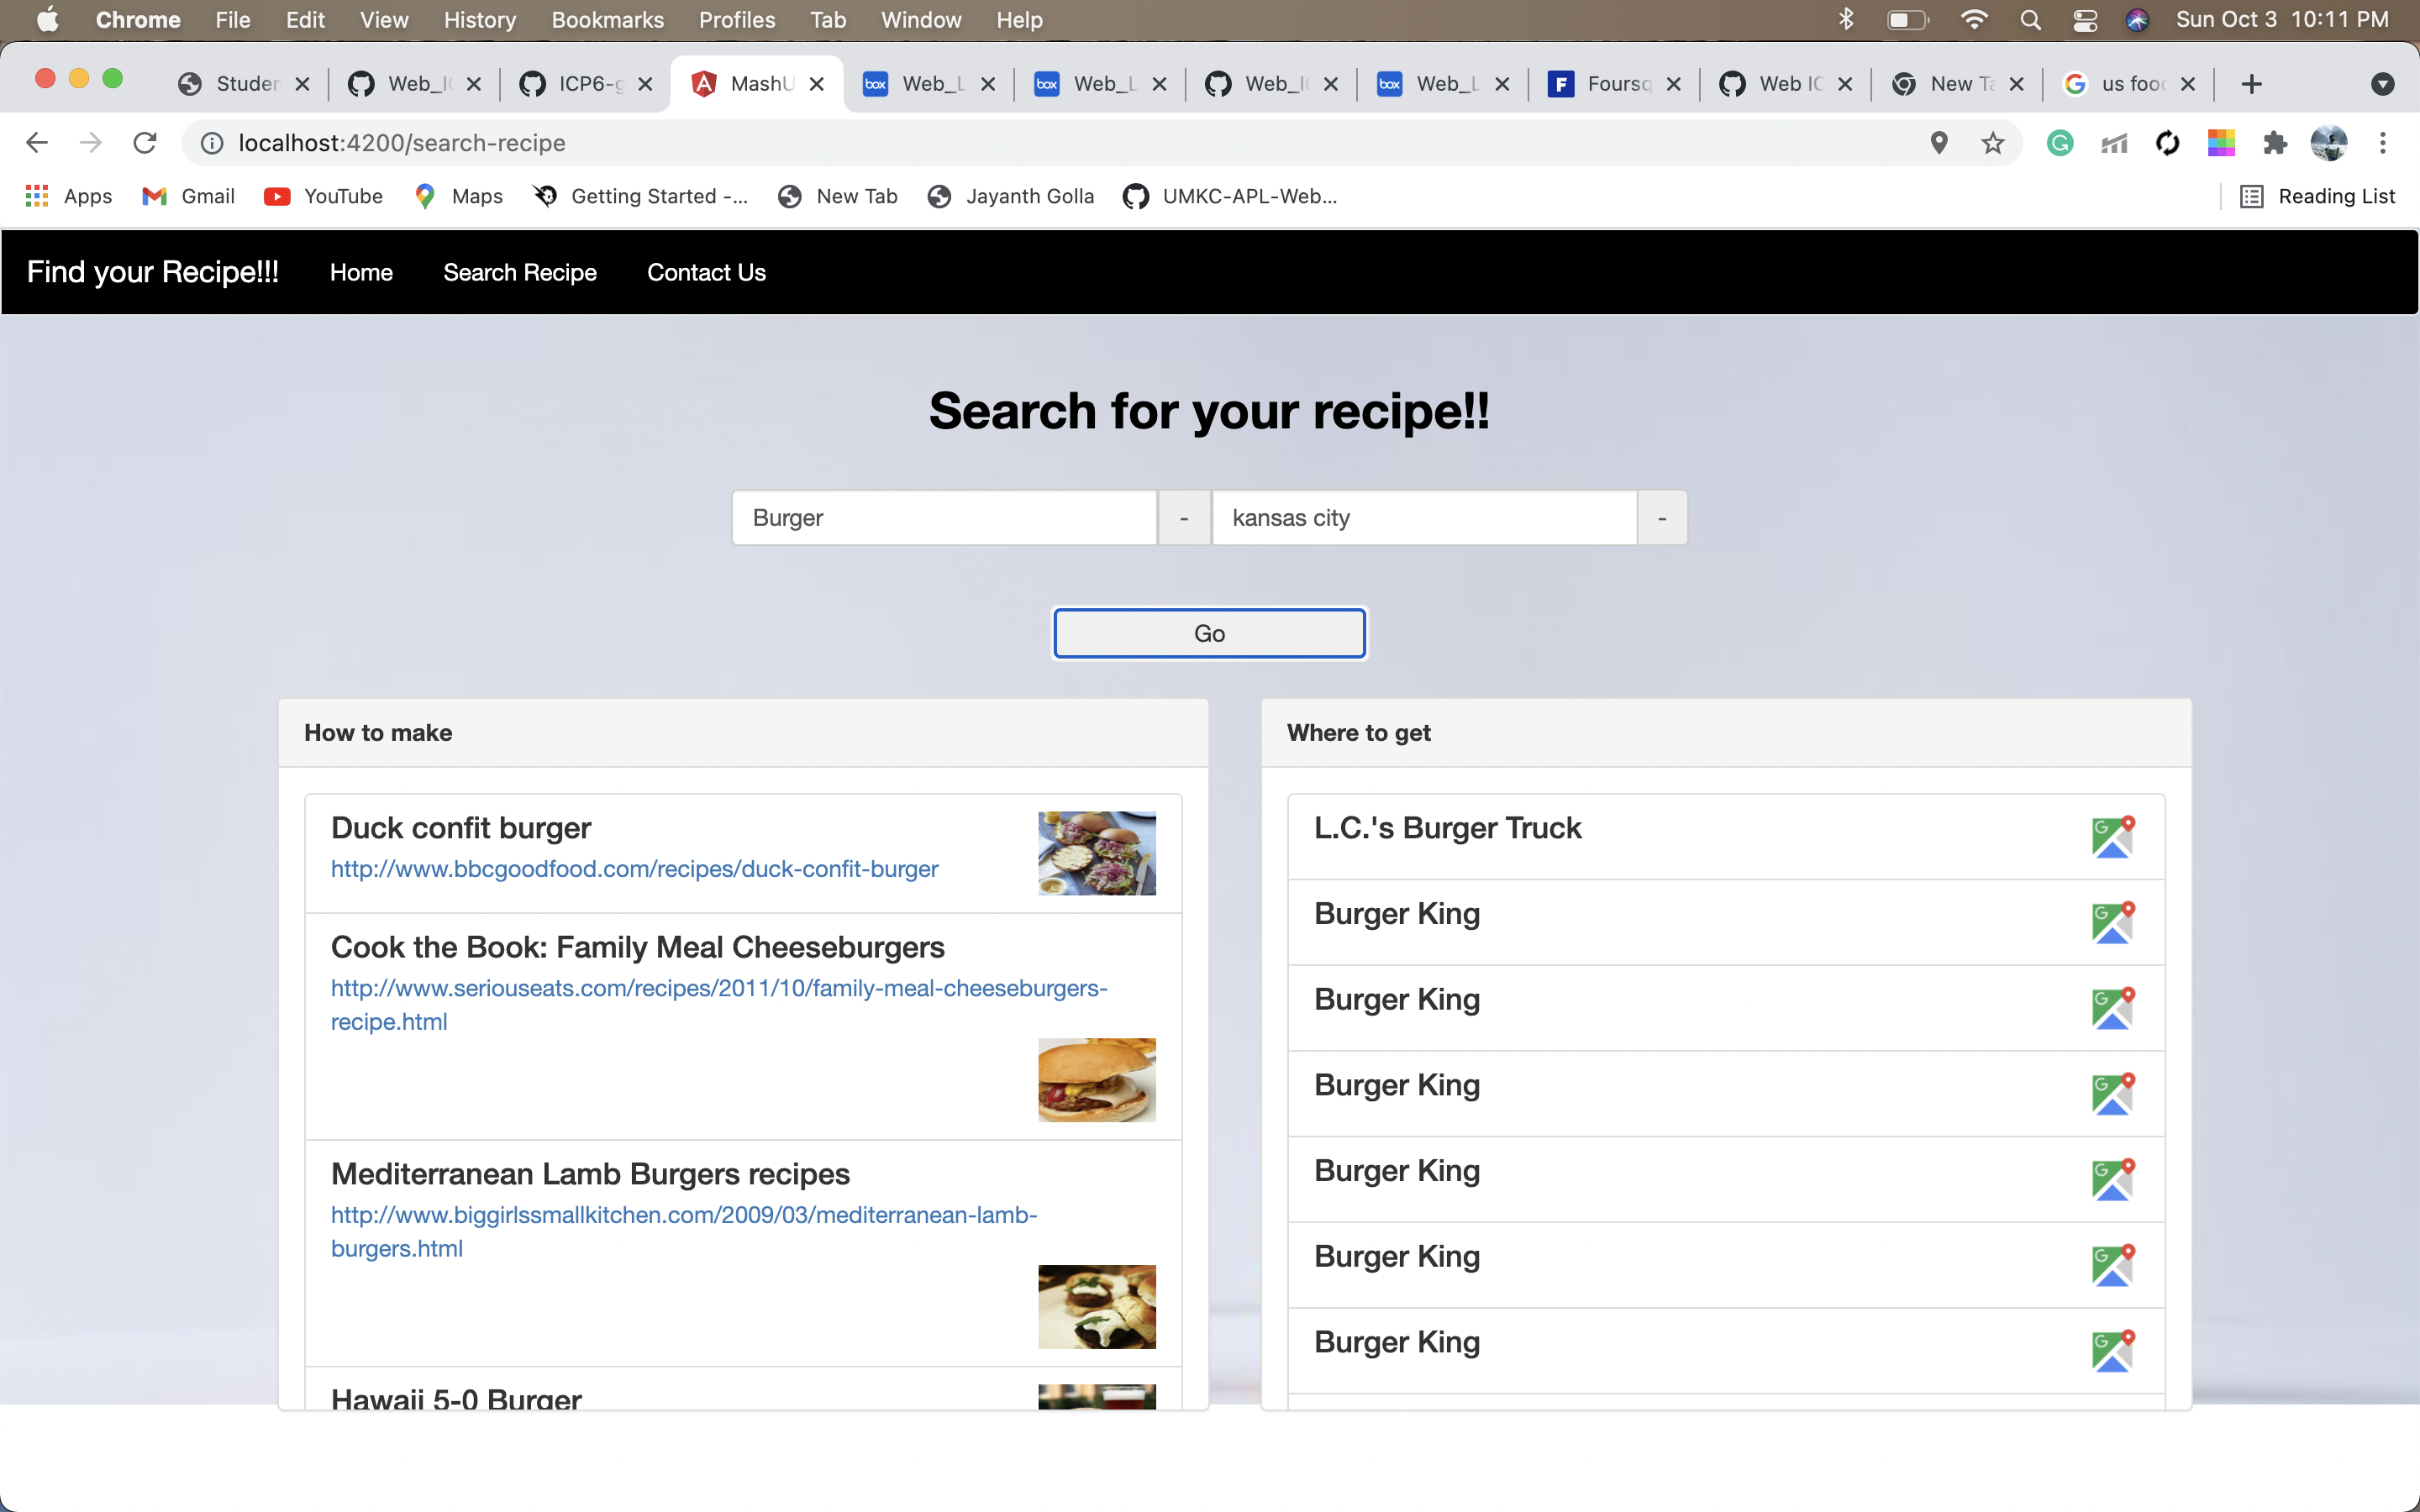 Chrome File Edit View History Bookmarks Profiles Tab Window Help Sun Oct 3 10:11 PM
Studen Web_I ICP6-g MashU Web_L Web_L Web_I Web_L Foursq Web IC New Ta us foo
localhost:4200/search-recipe
Apps Gmail YouTube Maps Getting Started -... New Tab Jayanth Golla UMKC-APL-Web... Reading List
Find your Recipe!!! Home Search Recipe Contact Us
Search for your recipe!!
Burger - kansas city -
Go
How to make
Duck confit burger
http://www.bbcgoodfood.com/recipes/duck-confit-burger
Cook the Book: Family Meal Cheeseburgers
http://www.seriouseats.com/recipes/2011/10/family-meal-cheeseburgers-
recipe.html
Mediterranean Lamb Burgers recipes
http://www.biggirlssmallkitchen.com/2009/03/mediterranean-lamb-
burgers.html
Hawaii 5-0 Burger
Where to get
L.C.'s Burger Truck
Burger King
Burger King
Burger King
Burger King
Burger King
Burger King